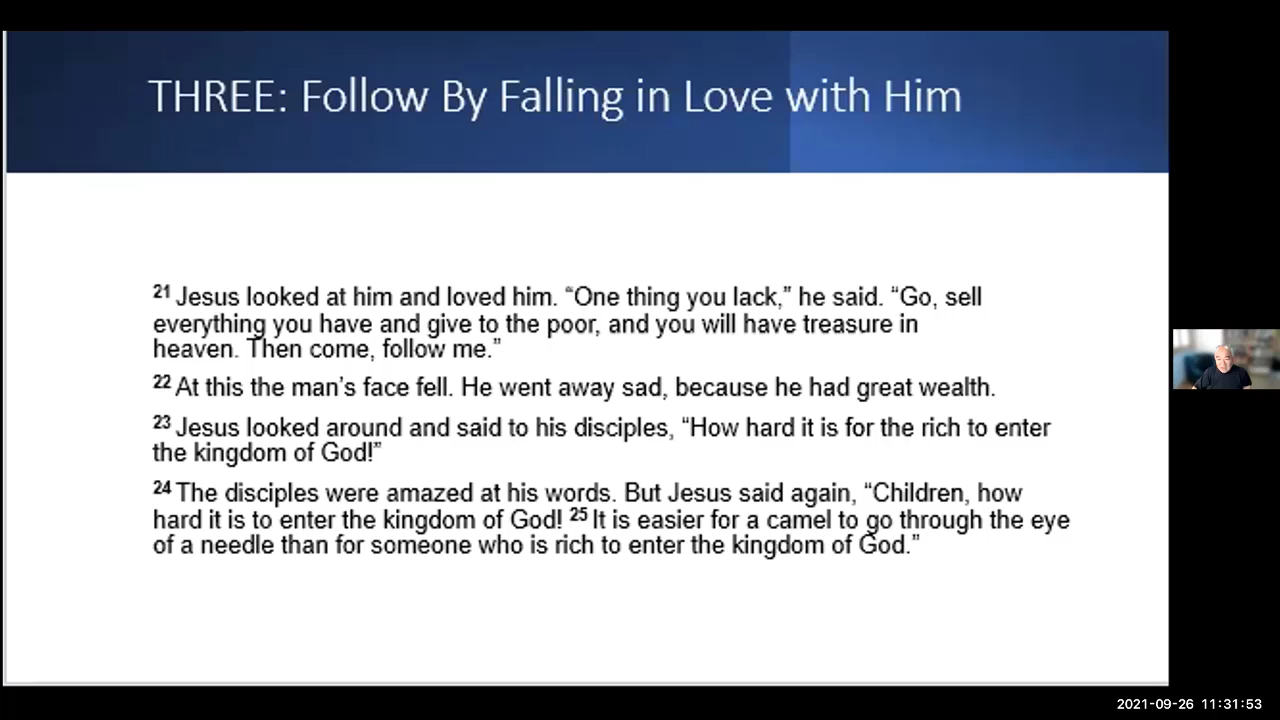 THREE: Follow By Falling in Love with Him
21 Jesus looked at him and loved him. “One thing you lack,” he said. “Go, sell
everything you have and give to the poor, and you will have treasure in
heaven. Then come, follow me.”
22 At this the man’s face fell. He went away sad, because he had great wealth.
23 Jesus looked around and said to his disciples, “How hard it is for the rich to enter
the kingdom of God!”
24 The disciples were amazed at his words. But Jesus said again, “Children, how
hard it is to enter the kingdom of God! 25 It is easier for a camel to go through the eye
of a needle than for someone who is rich to enter the kingdom of God.”
2021-09-26 11:31:53